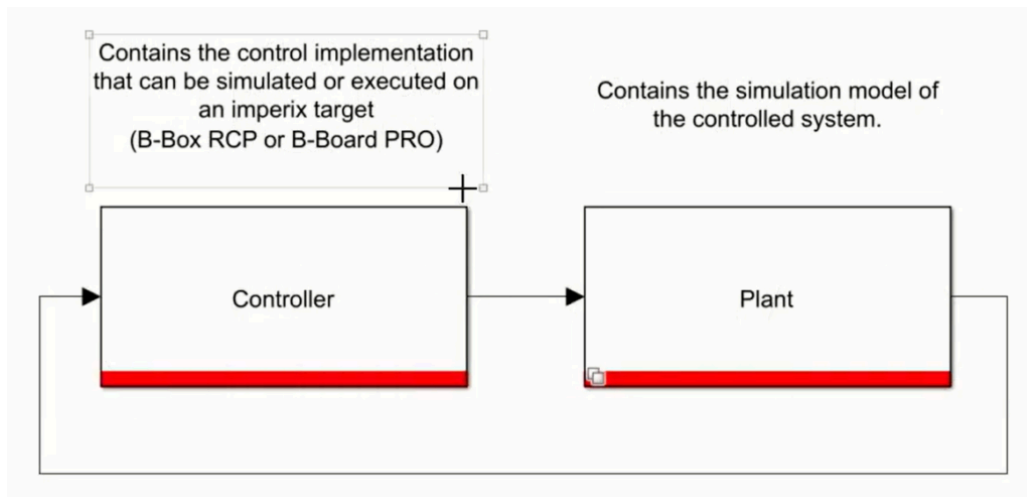 Contains the control implementation
that can be simulated or executed on
an imperix target
(B-Box RCP or B-Board PRO)
Contains the simulation model of
the controlled system.
Controller
Plant